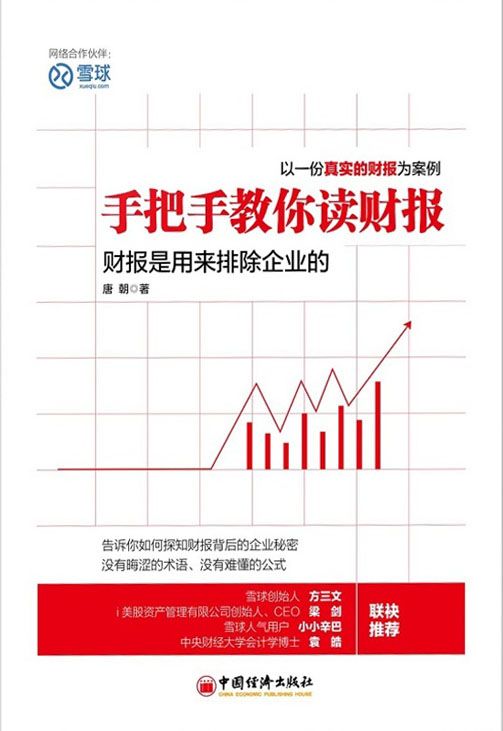 网络合作伙伴:
雪球
xueqiu.com
以一份真实的财报为案例
手把手教你读财报
财报是用来排除企业的
唐 朝◎著
告诉你如何探知财报背后的企业秘密
没有晦涩的术语、没有难懂的公式
雪球创始人 方三文
i 美股资产管理有限公司创始人、CEO 梁 剑
雪球人气用户 小小辛巴
中央财经大学会计学博士 袁 皓
联袂
推荐
中国经济出版社
CHINA ECONOMIC PUBLISHING HOUSE